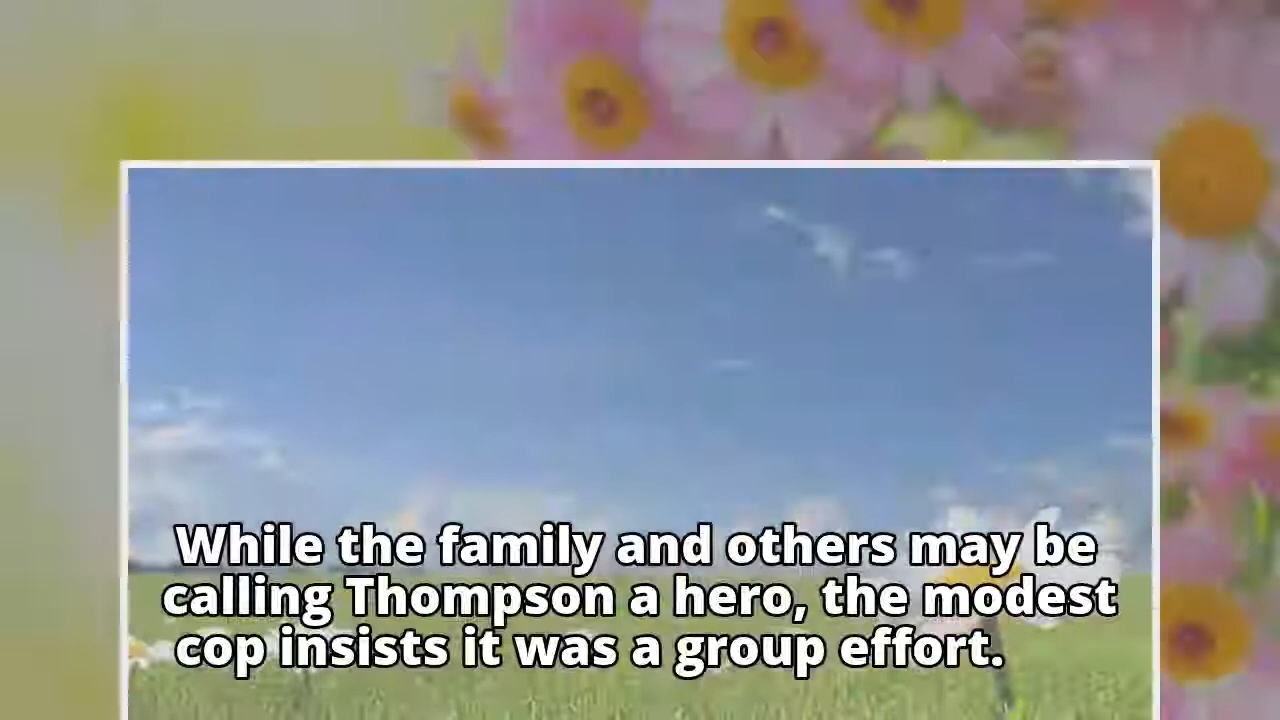 While the family and others may be
calling Thompson a hero, the modest
cop insists it was a group effort.